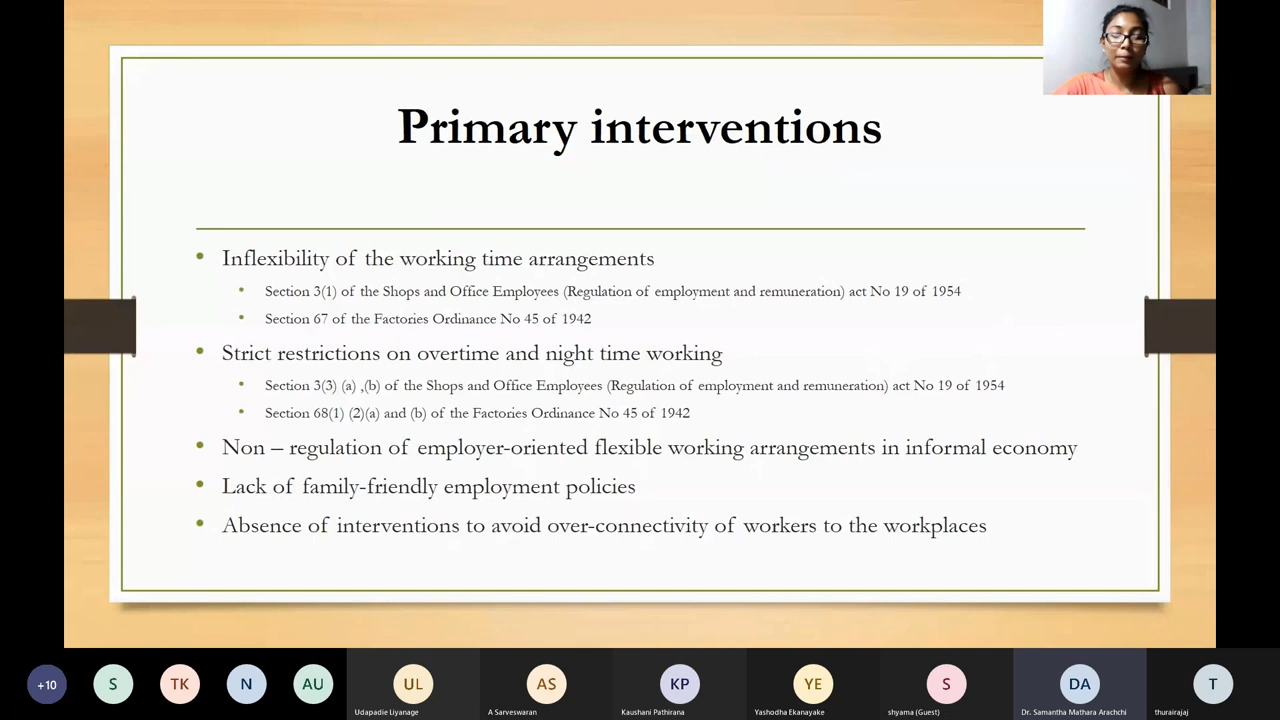 Primary interventions
Inflexibility of the working time arrangements
Section 3(1) of the Shops and Office Employees (Regulation of employment and remuneration) act No 19 of 1954
Section 67 of the Factories Ordinance No 45 of 1942
Strict restrictions on overtime and night time working
Section 3(3) (a) ,(b) of the Shops and Office Employees (Regulation of employment and remuneration) act No 19 of 1954
Section 68(1) (2)(a) and (b) of the Factories Ordinance No 45 of 1942
Non – regulation of employer-oriented flexible working arrangements in informal economy
Lack of family-friendly employment policies
Absence of interventions to avoid over-connectivity of workers to the workplaces
+10 S TK N AU UL AS KP YE S DA T
Udapadie Liyanage A Sarveswaran Kaushani Pathirana Yashodha Ekanayake shyama (Guest) Dr. Samantha Mathara Arachchi thurairajaj